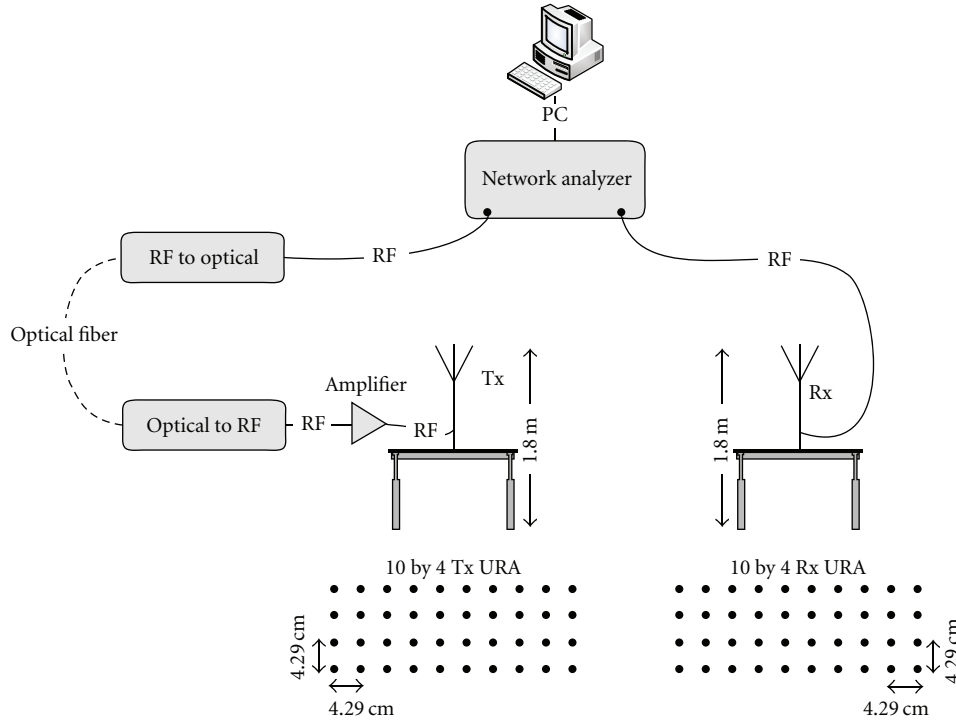 PC
Network analyzer
RF to optical
RF
RF
Optical fiber
Amplifier
Tx
Rx
Optical to RF
RF
RF
1.8 m
1.8 m
10 by 4 Tx URA
10 by 4 Rx URA
4.29 cm
4.29 cm
4.29 cm
4.29 cm